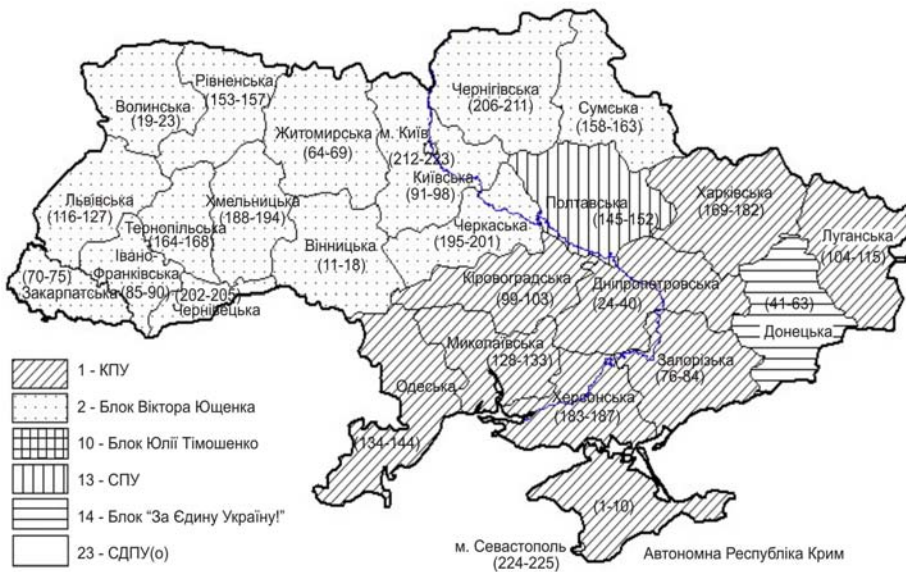 Волинська
(19-23)
Рівненська
(153-157)
Житомирська
(64-69)
м. Київ
(212-223)
Київська
(91-98)
Чернігівська
(206-211)
Сумська
(158-163)
Львівська
(116-127)
Тернопільська
(164-168)
Хмельницька
(188-194)
Вінницька
(11-18)
Черкаська
(195-201)
Полтавська
(145-152)
Харківська
(169-182)
Луганська
(104-115)
Івано-
Франківська
(85-90)
(70-75)
Закарпатська
(202-205)
Чернівецька
Кіровоградська
(99-103)
Дніпропетровська
(24-40)
(41-63)
Донецька
Миколаївська
(128-133)
Запорізька
(76-84)
Одеська
(134-144)
Херсонська
(183-187)
(1-10)
м. Севастополь
(224-225)
Автономна Республіка Крим
1 - КПУ
2 - Блок Віктора Ющенка
10 - Блок Юлії Тімошенко
13 - СПУ
14 - Блок “За Єдину Україну!”
23 - СДПУ(о)